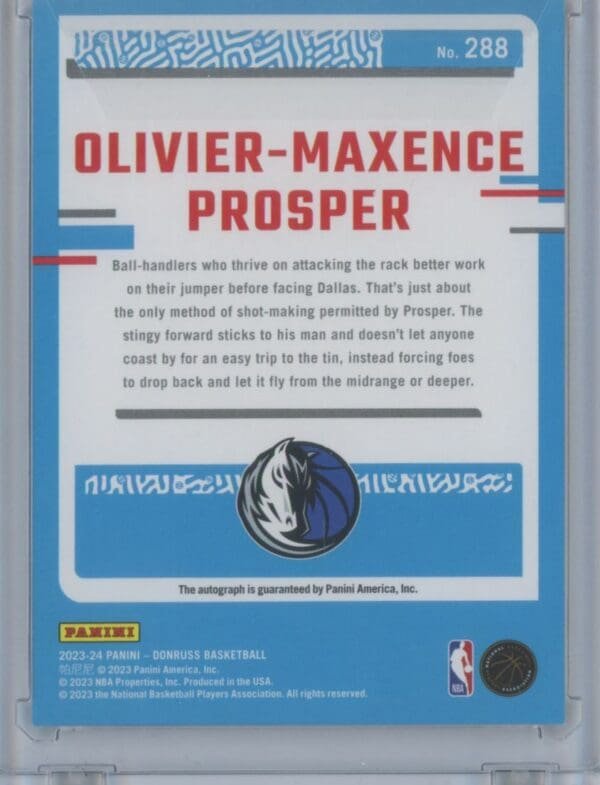 No. 288
OLIVIER-MAXENCE
PROSPER
Ball-handlers who thrive on attacking the rack better work
on their jumper before facing Dallas. That's just about
the only method of shot-making permitted by Prosper. The
stingy forward sticks to his man and doesn't let anyone
coast by for an easy trip to the tin, instead forcing foes
to drop back and let it fly from the midrange or deeper.
The autograph is guaranteed by Panini America, Inc.
PANINI
2023-24 PANINI – DONRUSS BASKETBALL
帕尼尼 © 2023 Panini America, Inc.
© 2023 NBA Properties, Inc. Produced in the USA.
© 2023 the National Basketball Players Association. All rights reserved.
NBA